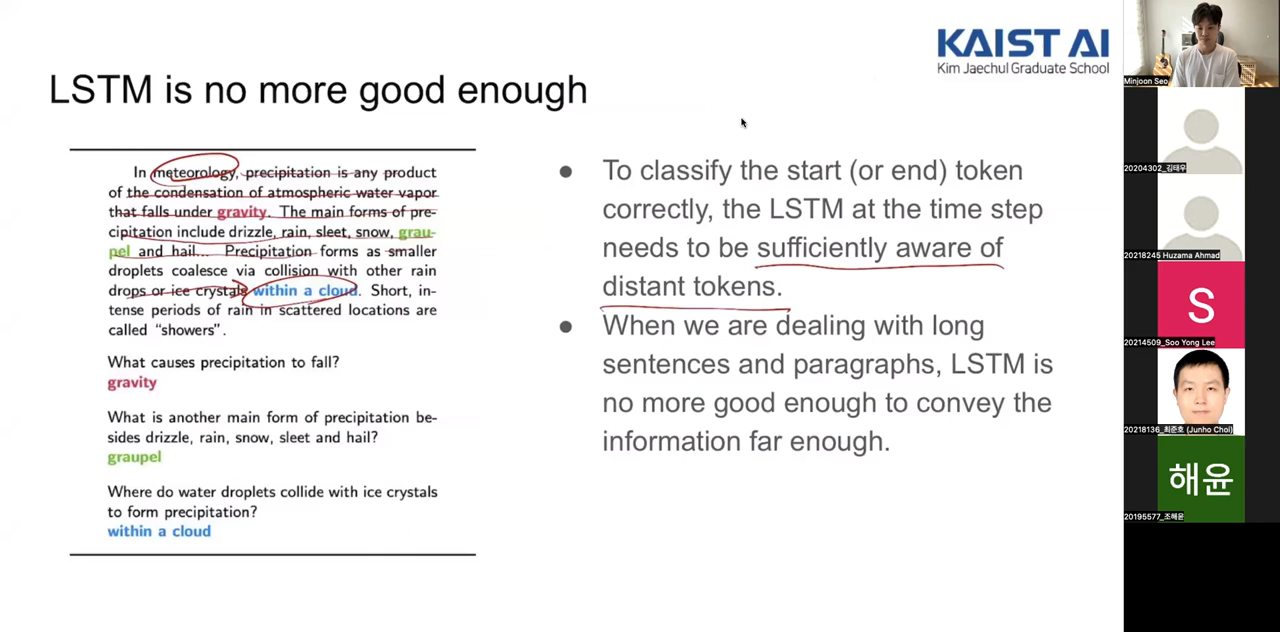 KAIST AI
Kim Jaechul Graduate School
LSTM is no more good enough
In meteorology, precipitation is any product
of the condensation of atmospheric water vapor
that falls under gravity. The main forms of pre-
cipitation include drizzle, rain, sleet, snow, grau-
pel and hail... Precipitation forms as smaller
droplets coalesce via collision with other rain
drops or ice crystals within a cloud. Short, in-
tense periods of rain in scattered locations are
called “showers”.
What causes precipitation to fall?
gravity
What is another main form of precipitation be-
sides drizzle, rain, snow, sleet and hail?
graupel
Where do water droplets collide with ice crystals
to form precipitation?
within a cloud
● To classify the start (or end) token
correctly, the LSTM at the time step
needs to be sufficiently aware of
distant tokens.
● When we are dealing with long
sentences and paragraphs, LSTM is
no more good enough to convey the
information far enough.
Minjoon Seo
20204302_김태우
20218245 Huzama Ahmad
S
20214509_Soo Yong Lee
20218136_최준호 (Junho Choi)
해윤
20195577_조해윤